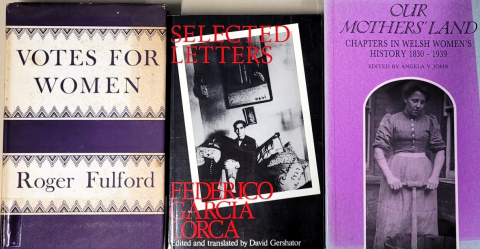 VOTES FOR
WOMEN
Roger Fulford
SELECTED
LETTERS
FEDERICO
GARCIA
LORCA
Edited and translated by David Gershator
OUR
MOTHERS' LAND
CHAPTERS IN WELSH WOMEN'S
HISTORY 1830 - 1939
EDITED BY ANGELA V JOHN